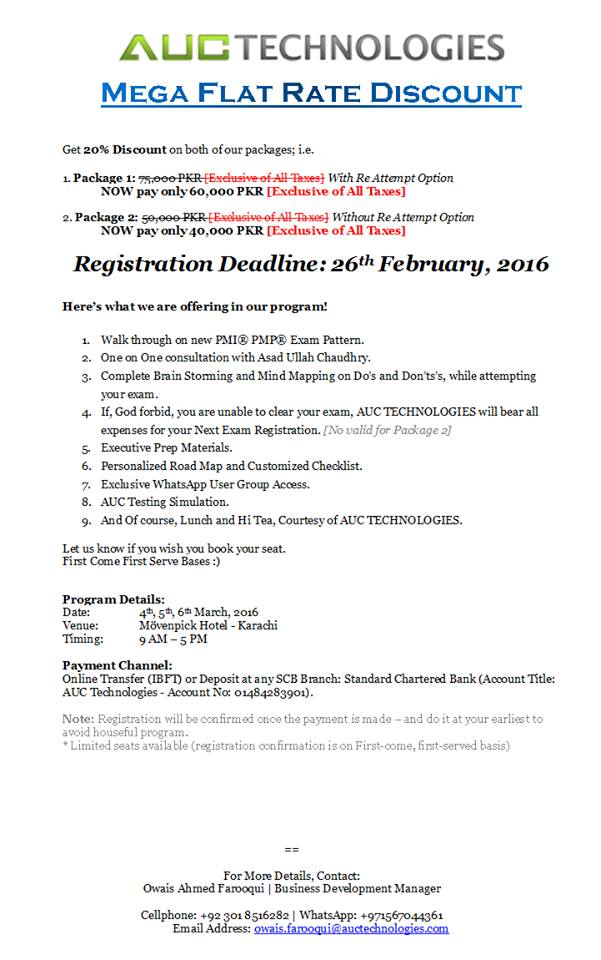 AUC TECHNOLOGIES
MEGA FLAT RATE DISCOUNT
Get 20% Discount on both of our packages; i.e.
1. Package 1: 75,000 PKR [Exclusive of All Taxes] With Re Attempt Option
NOW pay only 60,000 PKR [Exclusive of All Taxes]
2. Package 2: 50,000 PKR [Exclusive of All Taxes] Without Re Attempt Option
NOW pay only 40,000 PKR [Exclusive of All Taxes]
Registration Deadline: 26th February, 2016
Here's what we are offering in our program!
1. Walk through on new PMI® PMP® Exam Pattern.
2. One on One consultation with Asad Ullah Chaudhry.
3. Complete Brain Storming and Mind Mapping on Do's and Don'ts's, while attempting
your exam.
4. If, God forbid, you are unable to clear your exam, AUC TECHNOLOGIES will bear all
expenses for your Next Exam Registration. [No valid for Package 2]
5. Executive Prep Materials.
6. Personalized Road Map and Customized Checklist.
7. Exclusive WhatsApp User Group Access.
8. AUC Testing Simulation.
9. And Of course, Lunch and Hi Tea, Courtesy of AUC TECHNOLOGIES.
Let us know if you wish you book your seat.
First Come First Serve Bases :)
Program Details:
Date: 4th, 5th, 6th March, 2016
Venue: Mövenpick Hotel - Karachi
Timing: 9 AM – 5 PM
Payment Channel:
Online Transfer (IBFT) or Deposit at any SCB Branch: Standard Chartered Bank (Account Title:
AUC Technologies - Account No: 01484283901).
Note: Registration will be confirmed once the payment is made – and do it at your earliest to
avoid houseful program.
* Limited seats available (registration confirmation is on First-come, first-served basis)
==
For More Details, Contact:
Owais Ahmed Farooqui | Business Development Manager
Cellphone: +92 301 8516282 | WhatsApp: +971567044361
Email Address: owais.farooqui@auctechnologies.com